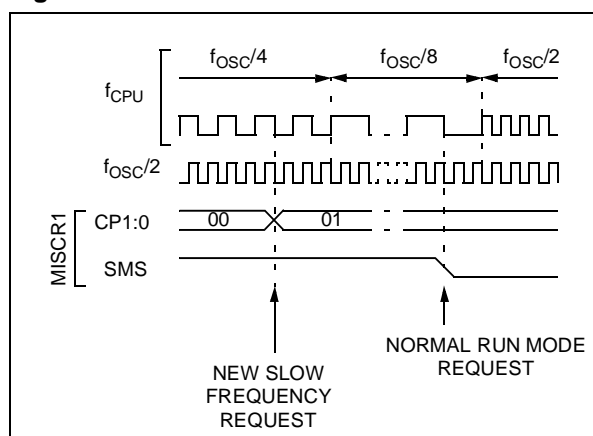 fOSC/4 fOSC/8 fOSC/2
fCPU
fOSC/2
MISCR1
CP1:0 00 01
SMS
NEW SLOW
FREQUENCY
REQUEST
NORMAL RUN MODE
REQUEST